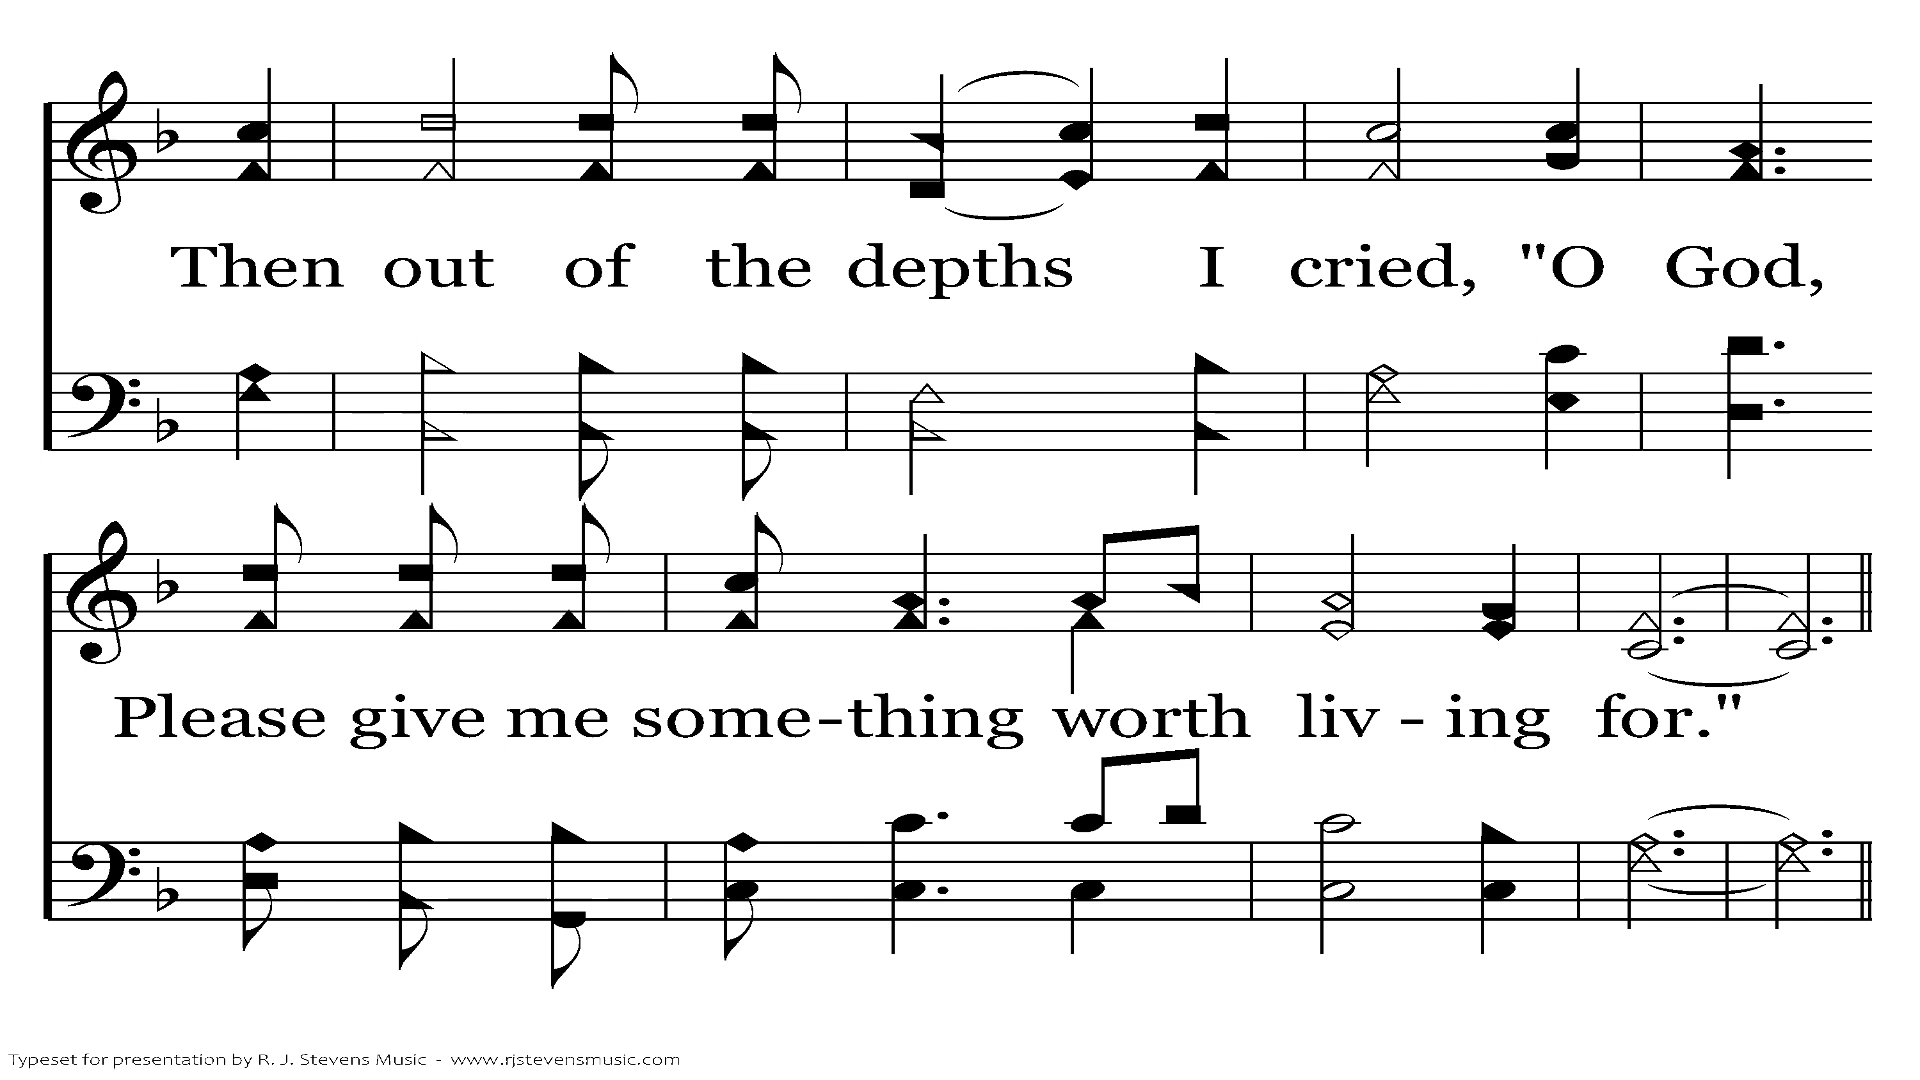 Then out of the depths I cried, "O God,
Please give me some-thing worth liv - ing for."
Typeset for presentation by R. J. Stevens Music - www.rjstevensmusic.com